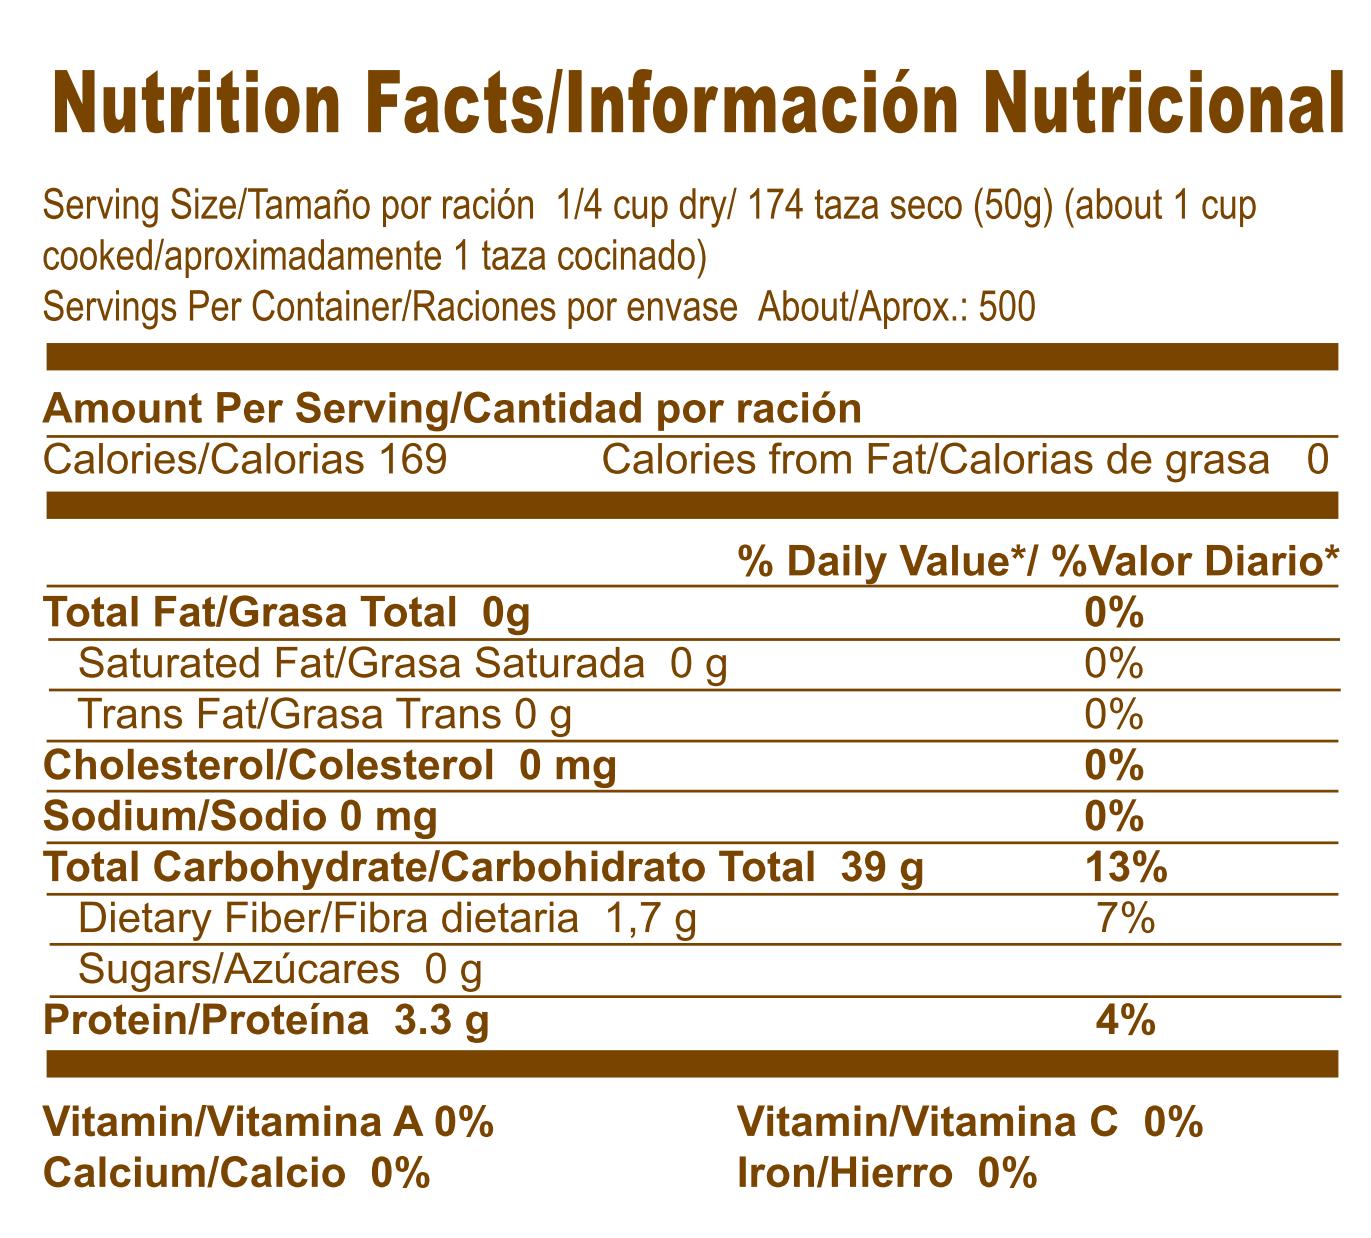 Nutrition Facts/Información Nutricional
Serving Size/Tamaño por ración 1/4 cup dry/ 174 taza seco (50g) (about 1 cup
cooked/aproximadamente 1 taza cocinado)
Servings Per Container/Raciones por envase About/Aprox.: 500
Amount Per Serving/Cantidad por ración
Calories/Calorias 169 Calories from Fat/Calorias de grasa 0
% Daily Value*/ %Valor Diario*
Total Fat/Grasa Total 0g 0%
Saturated Fat/Grasa Saturada 0 g 0%
Trans Fat/Grasa Trans 0 g 0%
Cholesterol/Colesterol 0 mg 0%
Sodium/Sodio 0 mg 0%
Total Carbohydrate/Carbohidrato Total 39 g 13%
Dietary Fiber/Fibra dietaria 1,7 g 7%
Sugars/Azúcares 0 g
Protein/Proteína 3.3 g 4%
Vitamin/Vitamina A 0% Vitamin/Vitamina C 0%
Calcium/Calcio 0% Iron/Hierro 0%